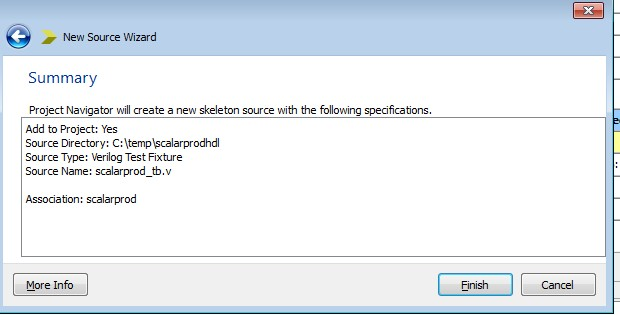 New Source Wizard
Summary
Project Navigator will create a new skeleton source with the following specifications.
Add to Project: Yes
Source Directory: C:\temp\scalarprodhdl
Source Type: Verilog Test Fixture
Source Name: scalarprod_tb.v
Association: scalarprod
More Info
Finish
Cancel